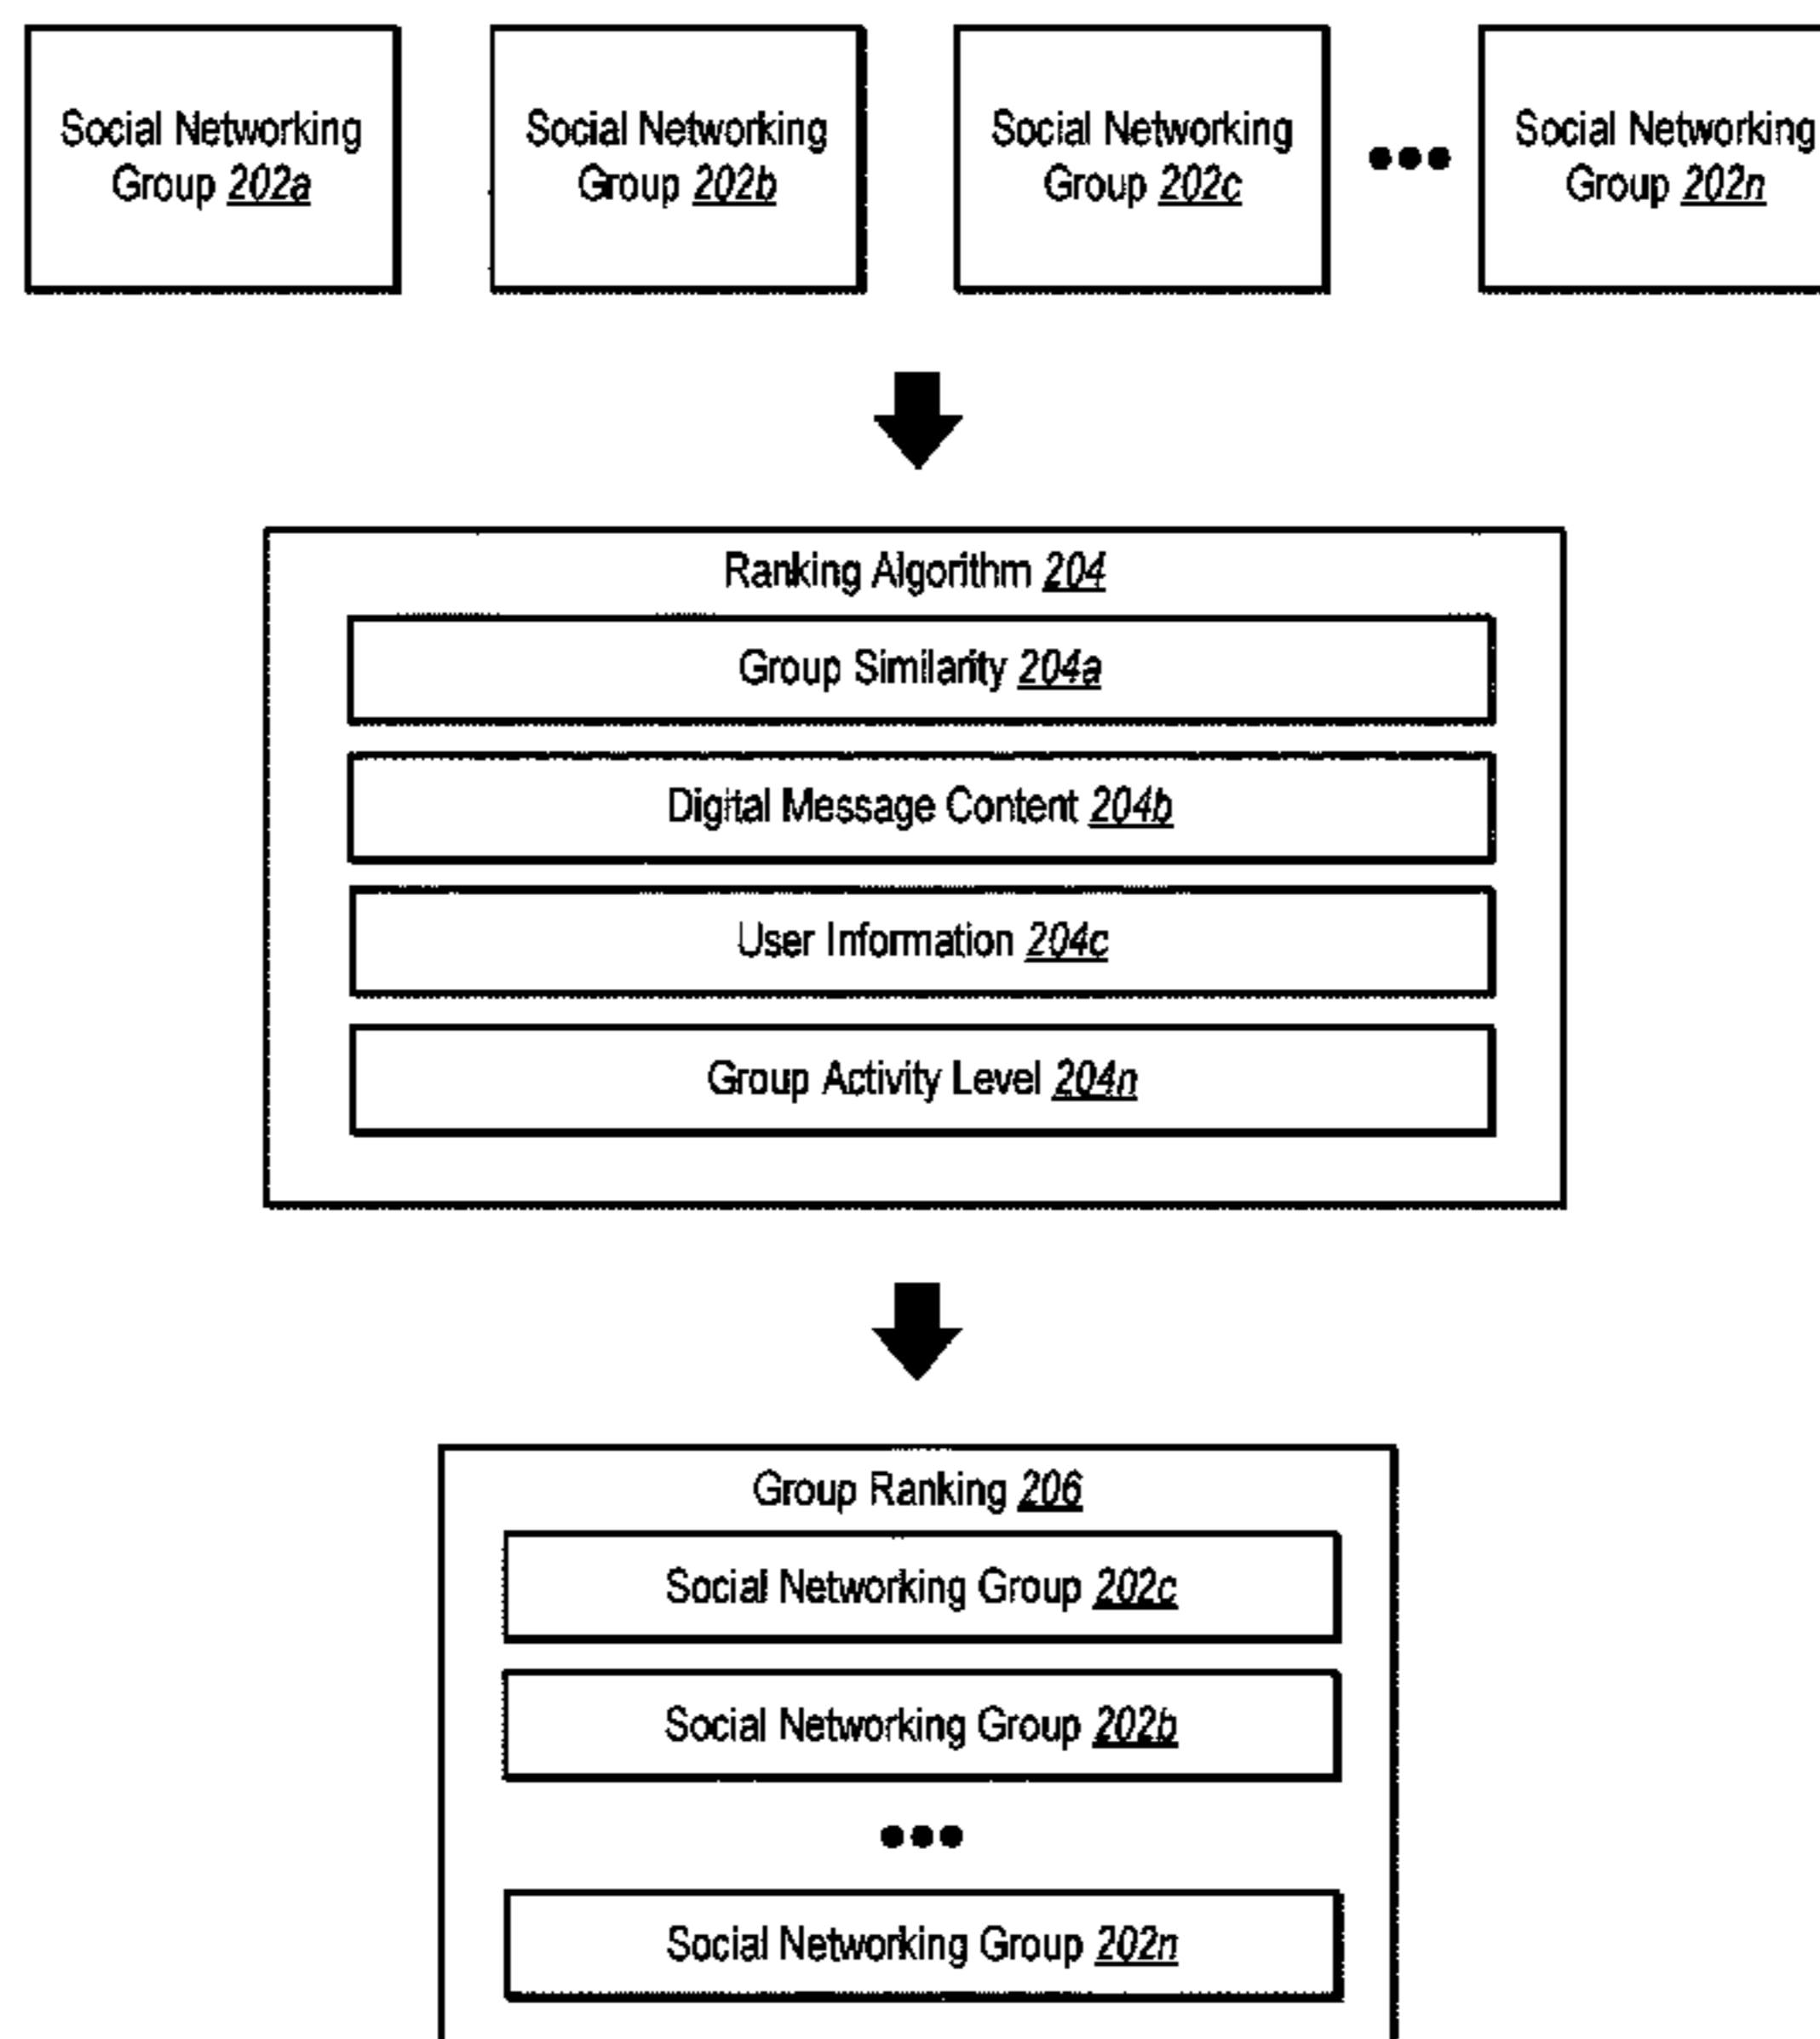 Social Networking
Group 202a
Social Networking
Group 202b
Social Networking
Group 202c
•••
Social Networking
Group 202n
Ranking Algorithm 204
Group Similarity 204a
Digital Message Content 204b
User Information 204c
Group Activity Level 204n
Group Ranking 206
Social Networking Group 202c
Social Networking Group 202b
•••
Social Networking Group 202n